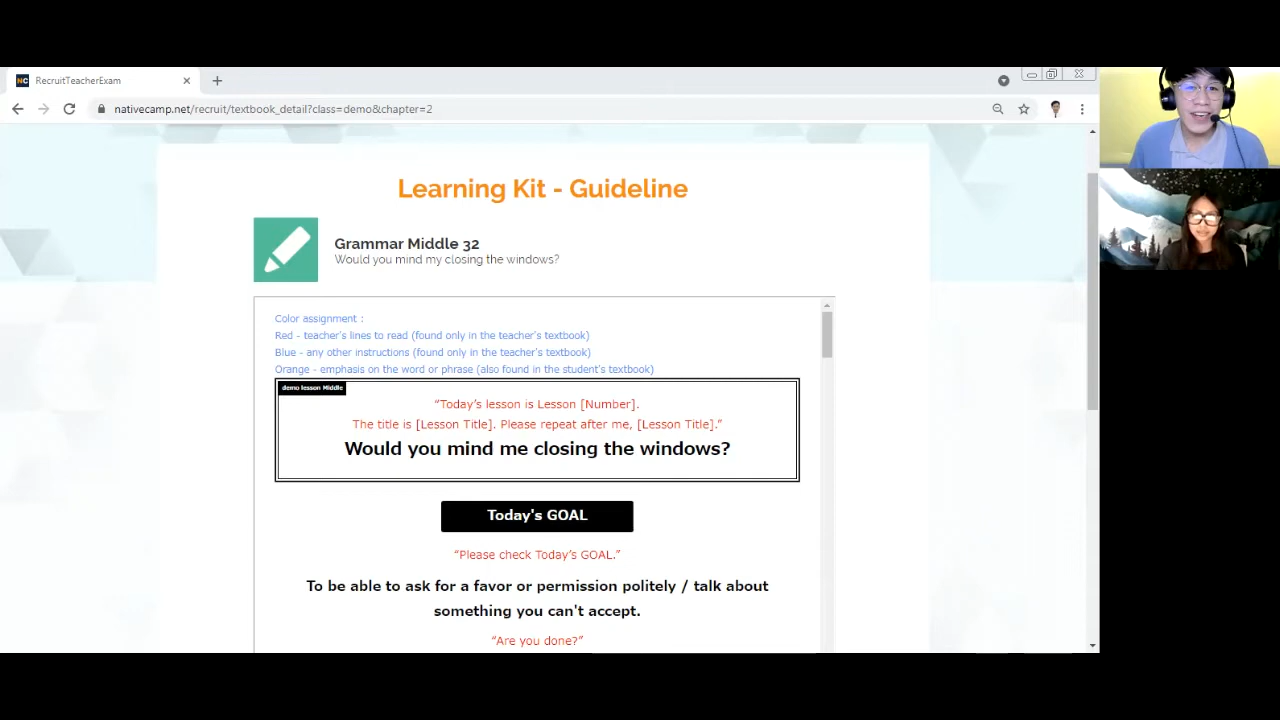 NC RecruitTeacherExam
nativecamp.net/recruit/textbook_detail?class=demo&chapter=2
Learning Kit - Guideline
Grammar Middle 32
Would you mind my closing the windows?
Color assignment :
Red - teacher's lines to read (found only in the teacher's textbook)
Blue - any other instructions (found only in the teacher's textbook)
Orange - emphasis on the word or phrase (also found in the student's textbook)
demo lesson Middle
“Today’s lesson is Lesson [Number].
The title is [Lesson Title]. Please repeat after me, [Lesson Title].”
Would you mind me closing the windows?
Today's GOAL
“Please check Today’s GOAL.”
To be able to ask for a favor or permission politely / talk about
something you can't accept.
“Are you done?”